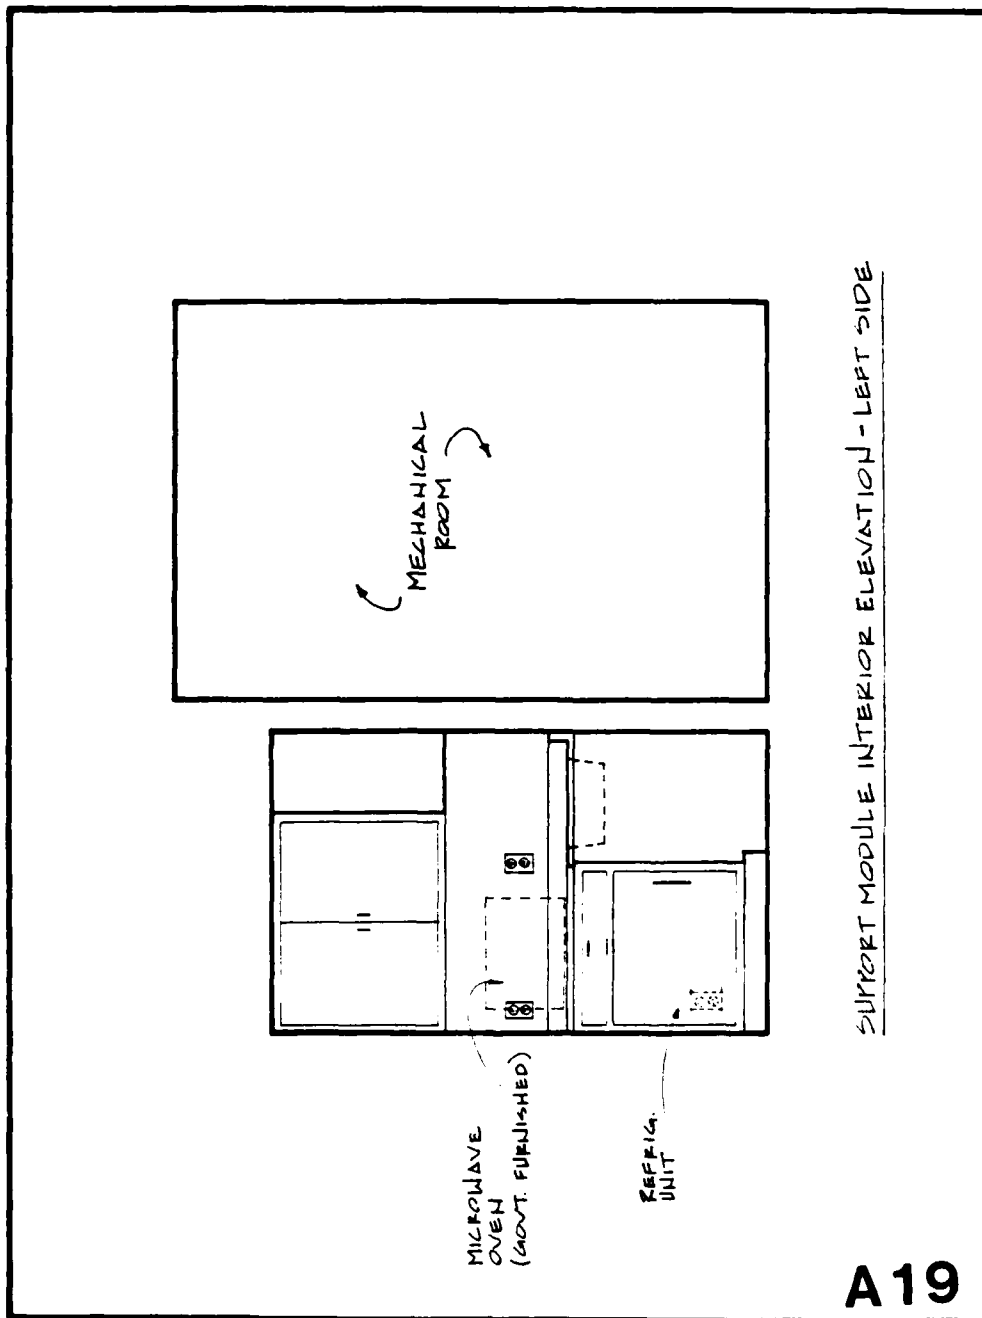 MECHANICAL
ROOM
MICROWAVE
OVEN
(GOVT. FURNISHED)
REFRIG.
UNIT
SUPPORT MODULE INTERIOR ELEVATION - LEFT SIDE
A19